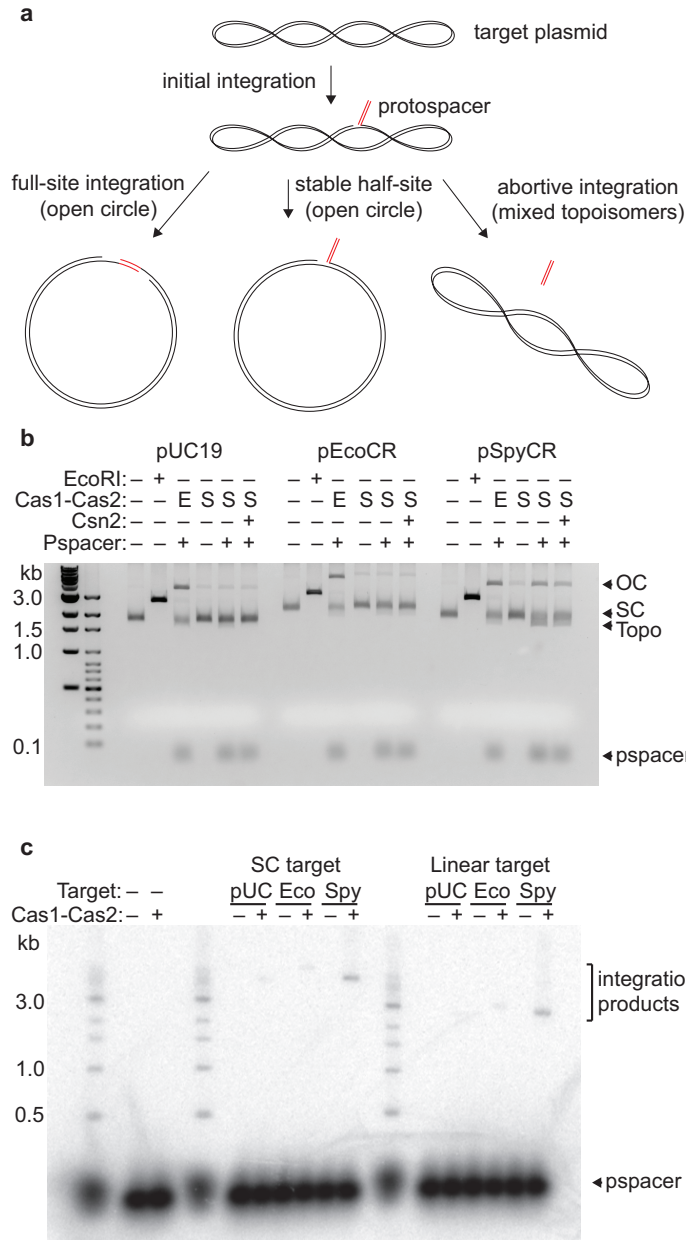 a
target plasmid
initial integration
protospacer
full-site integration
(open circle)
stable half-site
(open circle)
abortive integration
(mixed topoisomers)
b
pUC19 pEcoCR pSpyCR
EcoRI: – + – – – – – + – – – – – + – – – –
Cas1-Cas2: – – E S S S – – E S S S – – E S S S
Csn2: – – – – – + – – – – – + – – – – – +
Pspacer: – – + – + + – – + – + + – – + – + +
kb
3.0
1.5
1.0
0.1
OC
SC
Topo
pspacer
c
SC target Linear target
Target: – – pUC Eco Spy pUC Eco Spy
Cas1-Cas2: – + – + – + – + – + – + – +
kb
3.0
1.0
0.5
integratio
products
pspacer